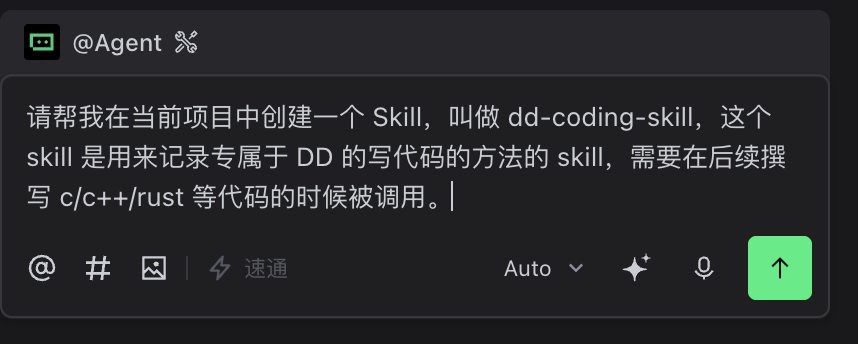 @Agent
请帮我在当前项目中创建一个 Skill，叫做 dd-coding-skill，这个
skill 是用来记录专属于 DD 的写代码的方法的 skill，需要在后续撰
写 c/c++/rust 等代码的时候被调用。
速通
Auto